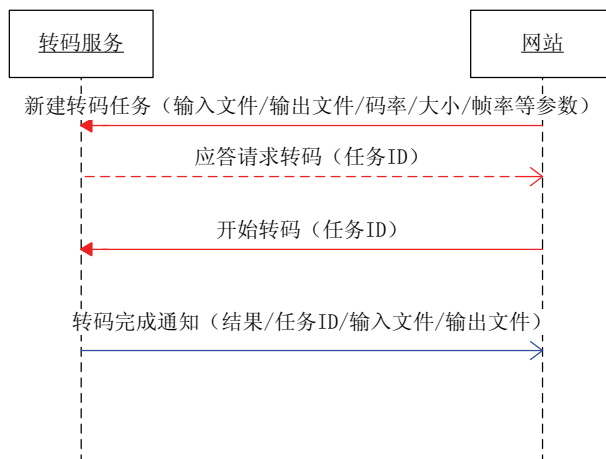 转码服务
网站
新建转码任务（输入文件/输出文件/码率/大小/帧率等参数）
应答请求转码（任务ID）
开始转码（任务ID）
转码完成通知（结果/任务ID/输入文件/输出文件）